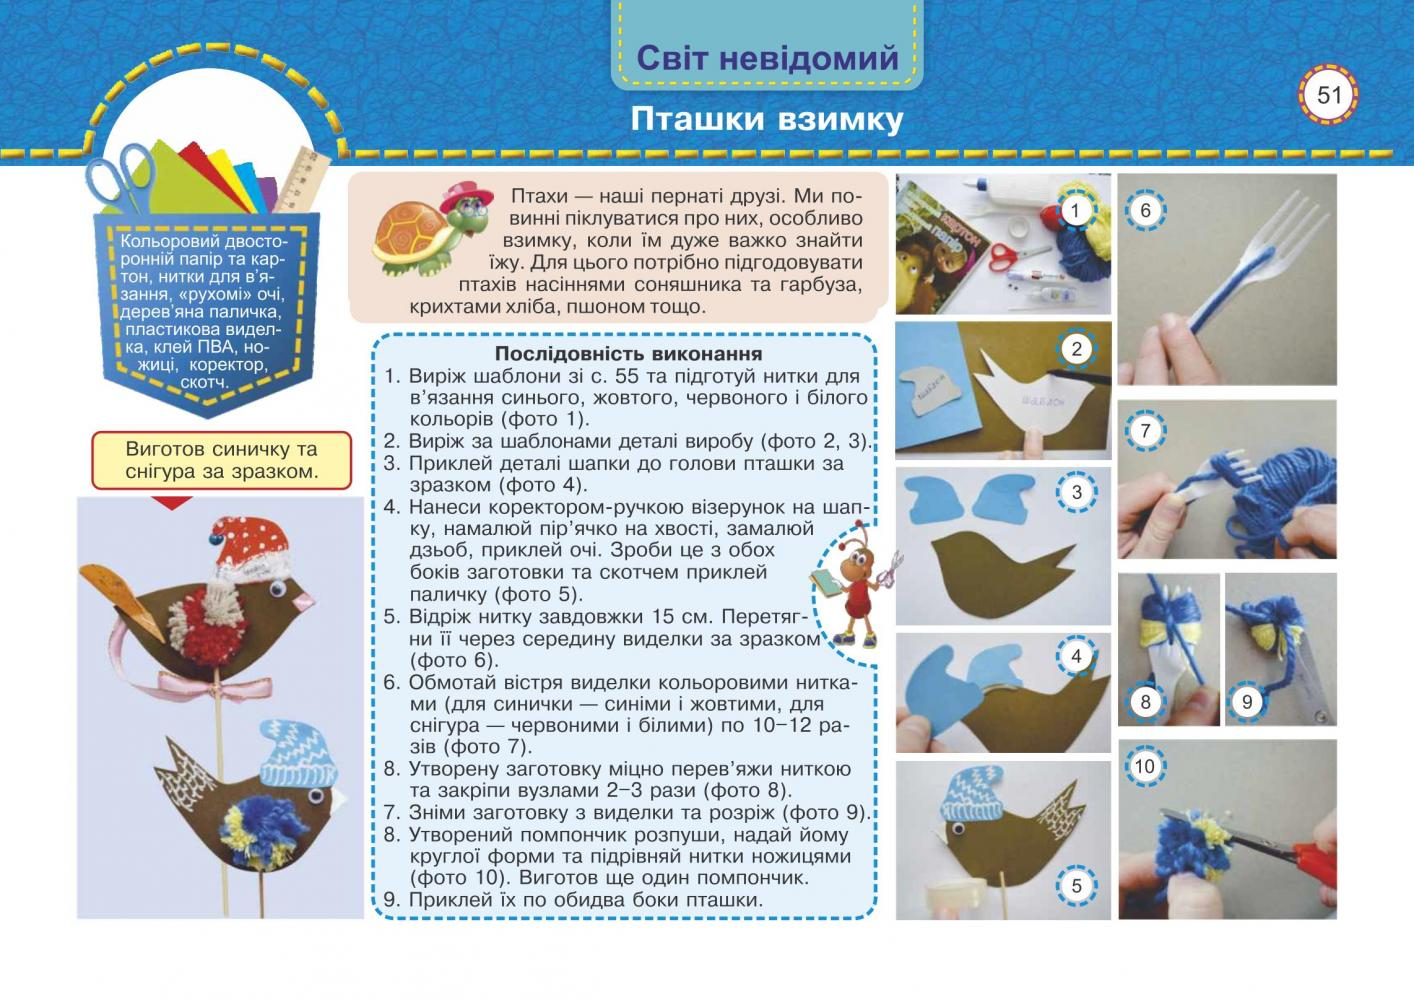 Світ невідомий
Пташки взимку
51
Кольоровий двосто-
ронній папір та кар-
тон, нитки для в’я-
зання, «рухомі» очі,
дерев’яна паличка,
пластикова видел-
ка, клей ПВА, но-
жиці, коректор,
скотч.
Виготов синичку та
снігура за зразком.
Птахи — наші пернаті друзі. Ми по-
винні піклуватися про них, особливо
взимку, коли їм дуже важко знайти
їжу. Для цього потрібно підгодовувати
птахів насіннями соняшника та гарбуза,
крихтами хліба, пшоном тощо.
Послідовність виконання
1. Виріж шаблони зі с. 55 та підготуй нитки для
в’язання синього, жовтого, червоного і білого
кольорів (фото 1).
2. Виріж за шаблонами деталі виробу (фото 2, 3).
3. Приклей деталі шапки до голови пташки за
зразком (фото 4).
4. Нанеси коректором-ручкою візерунок на шап-
ку, намалюй пір’ячко на хвості, замалюй
дзьоб, приклей очі. Зроби це з обох
боків заготовки та скотчем приклей
паличку (фото 5).
5. Відріж нитку завдовжки 15 см. Перетяг-
ни її через середину виделки за зразком
(фото 6).
6. Обмотай вістря виделки кольоровими нитка-
ми (для синички — синіми і жовтими, для
снігура — червоними і білими) по 10–12 ра-
зів (фото 7).
8. Утворену заготовку міцно перев’яжи ниткою
та закріпи вузлами 2–3 рази (фото 8).
7. Зніми заготовку з виделки та розріж (фото 9).
8. Утворений помпончик розпуши, надай йому
круглої форми та підрівняй нитки ножицями
(фото 10). Виготов ще один помпончик.
9. Приклей їх по обидва боки пташки.
1
картон
папір
2
шаблон
шаблон
3
4
5
6
7
8
9
10